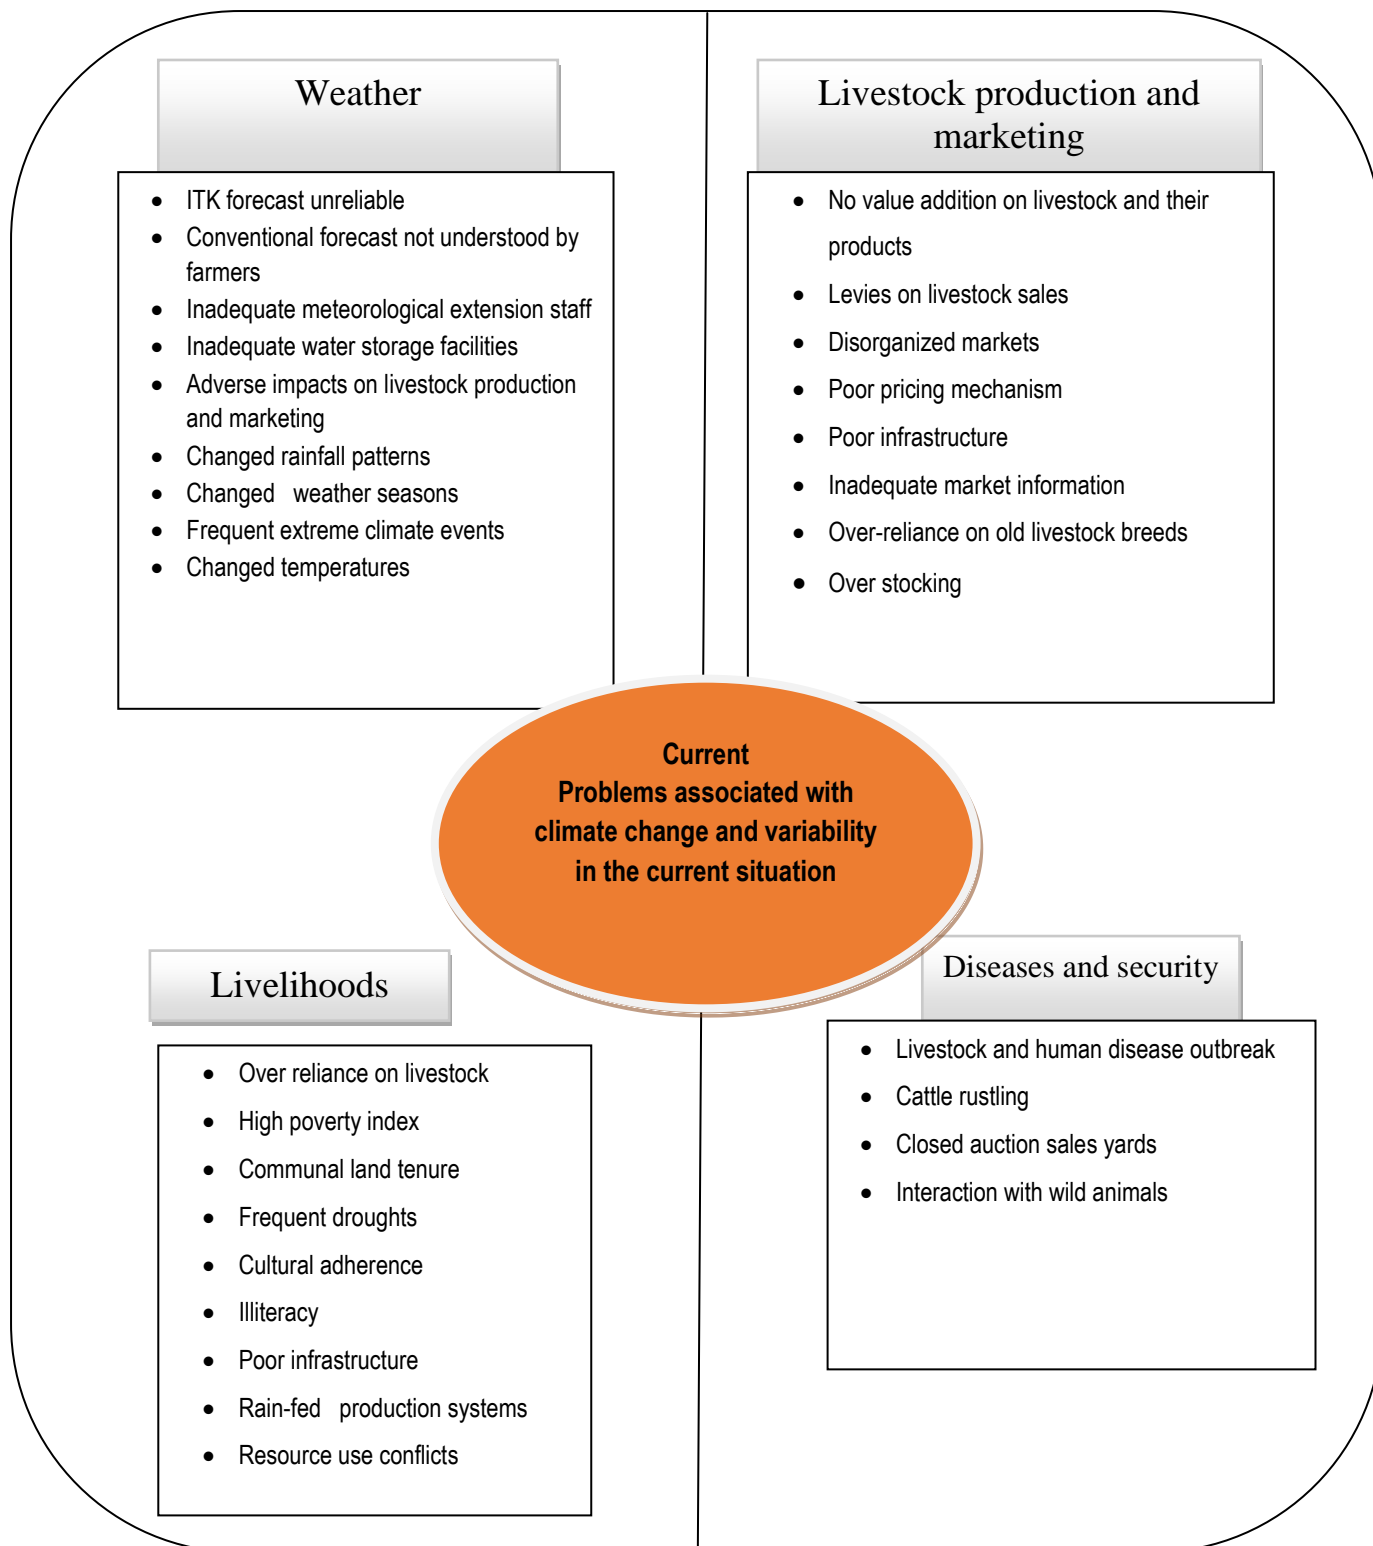 Weather
• ITK forecast unreliable
• Conventional forecast not understood by
farmers
• Inadequate meteorological extension staff
• Inadequate water storage facilities
• Adverse impacts on livestock production
and marketing
• Changed rainfall patterns
• Changed weather seasons
• Frequent extreme climate events
• Changed temperatures
Livestock production and
marketing
• No value addition on livestock and their
products
• Levies on livestock sales
• Disorganized markets
• Poor pricing mechanism
• Poor infrastructure
• Inadequate market information
• Over-reliance on old livestock breeds
• Over stocking
Current
Problems associated with
climate change and variability
in the current situation
Livelihoods
• Over reliance on livestock
• High poverty index
• Communal land tenure
• Frequent droughts
• Cultural adherence
• Illiteracy
• Poor infrastructure
• Rain-fed production systems
• Resource use conflicts
Diseases and security
• Livestock and human disease outbreak
• Cattle rustling
• Closed auction sales yards
• Interaction with wild animals